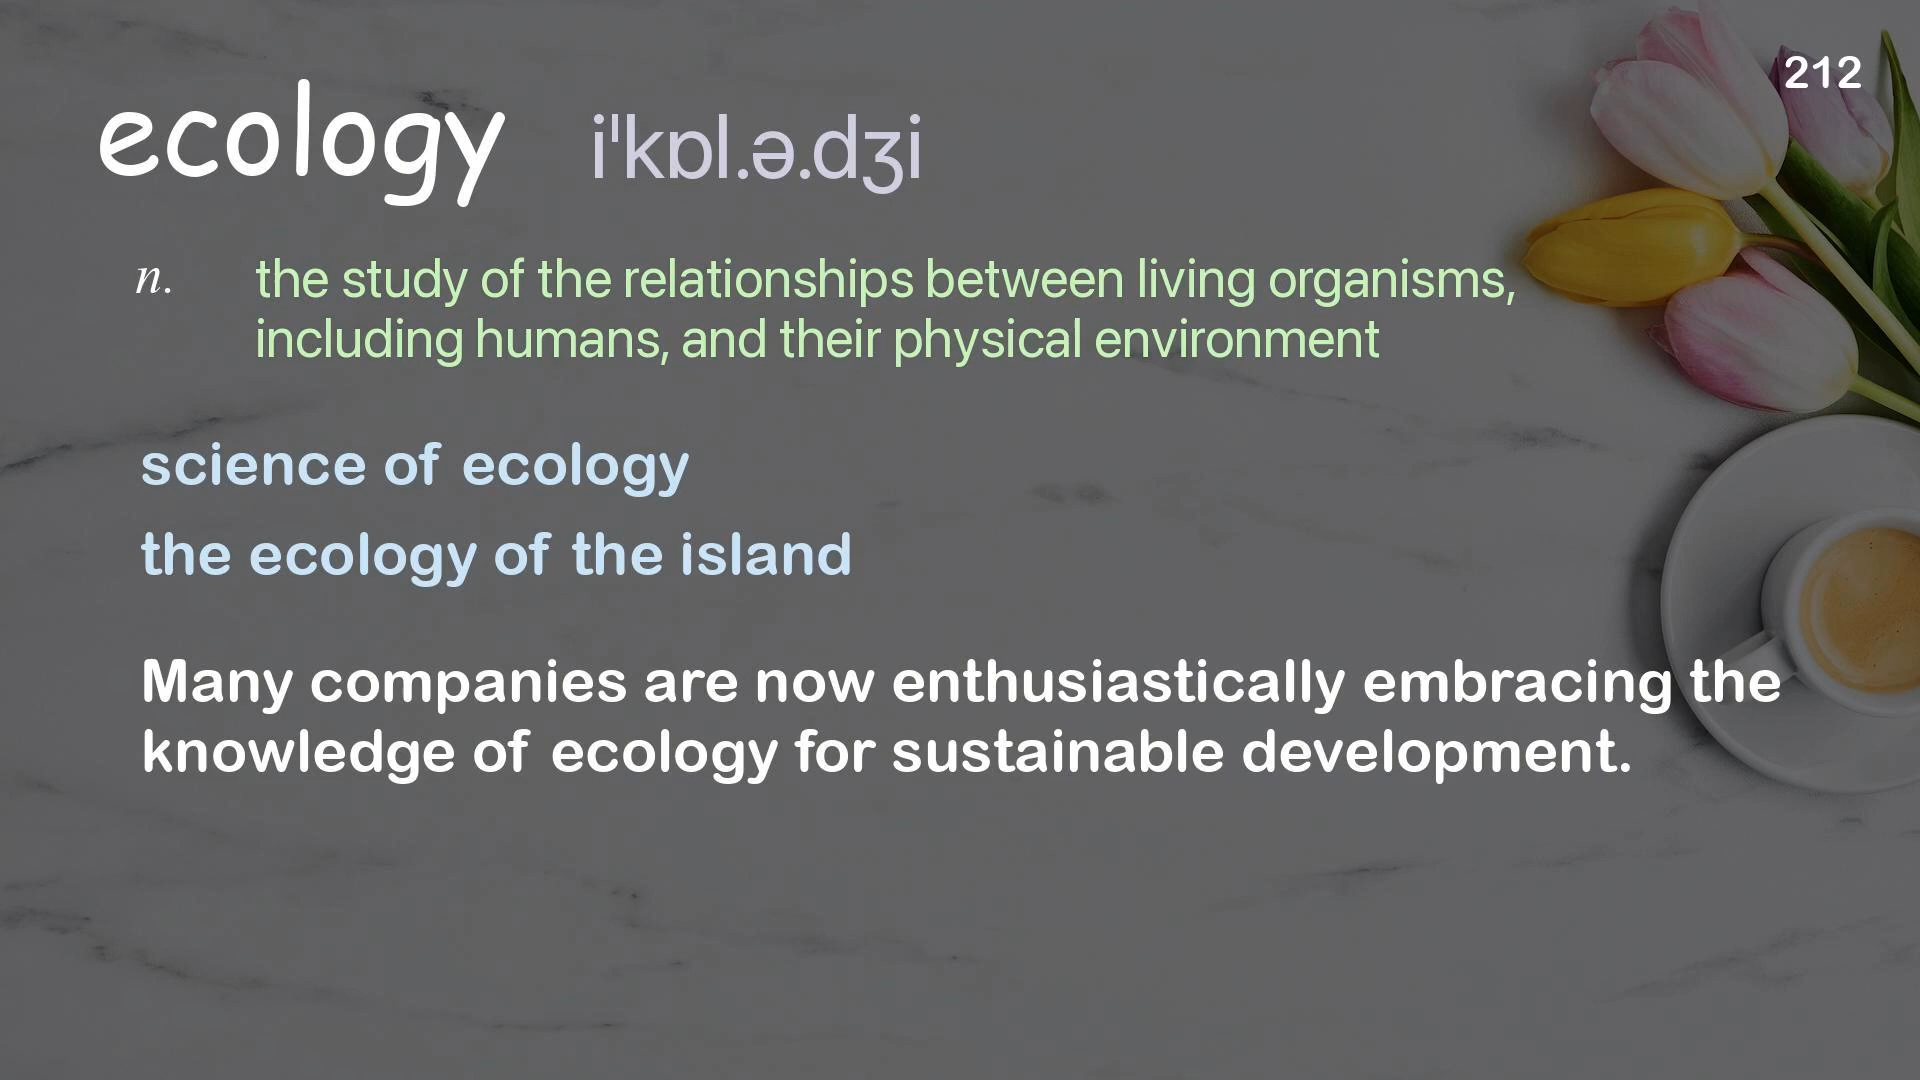 212
ecology iˈkɒl.ə.dʒi
n. the study of the relationships between living organisms,
including humans, and their physical environment
science of ecology
the ecology of the island
Many companies are now enthusiastically embracing the
knowledge of ecology for sustainable development.